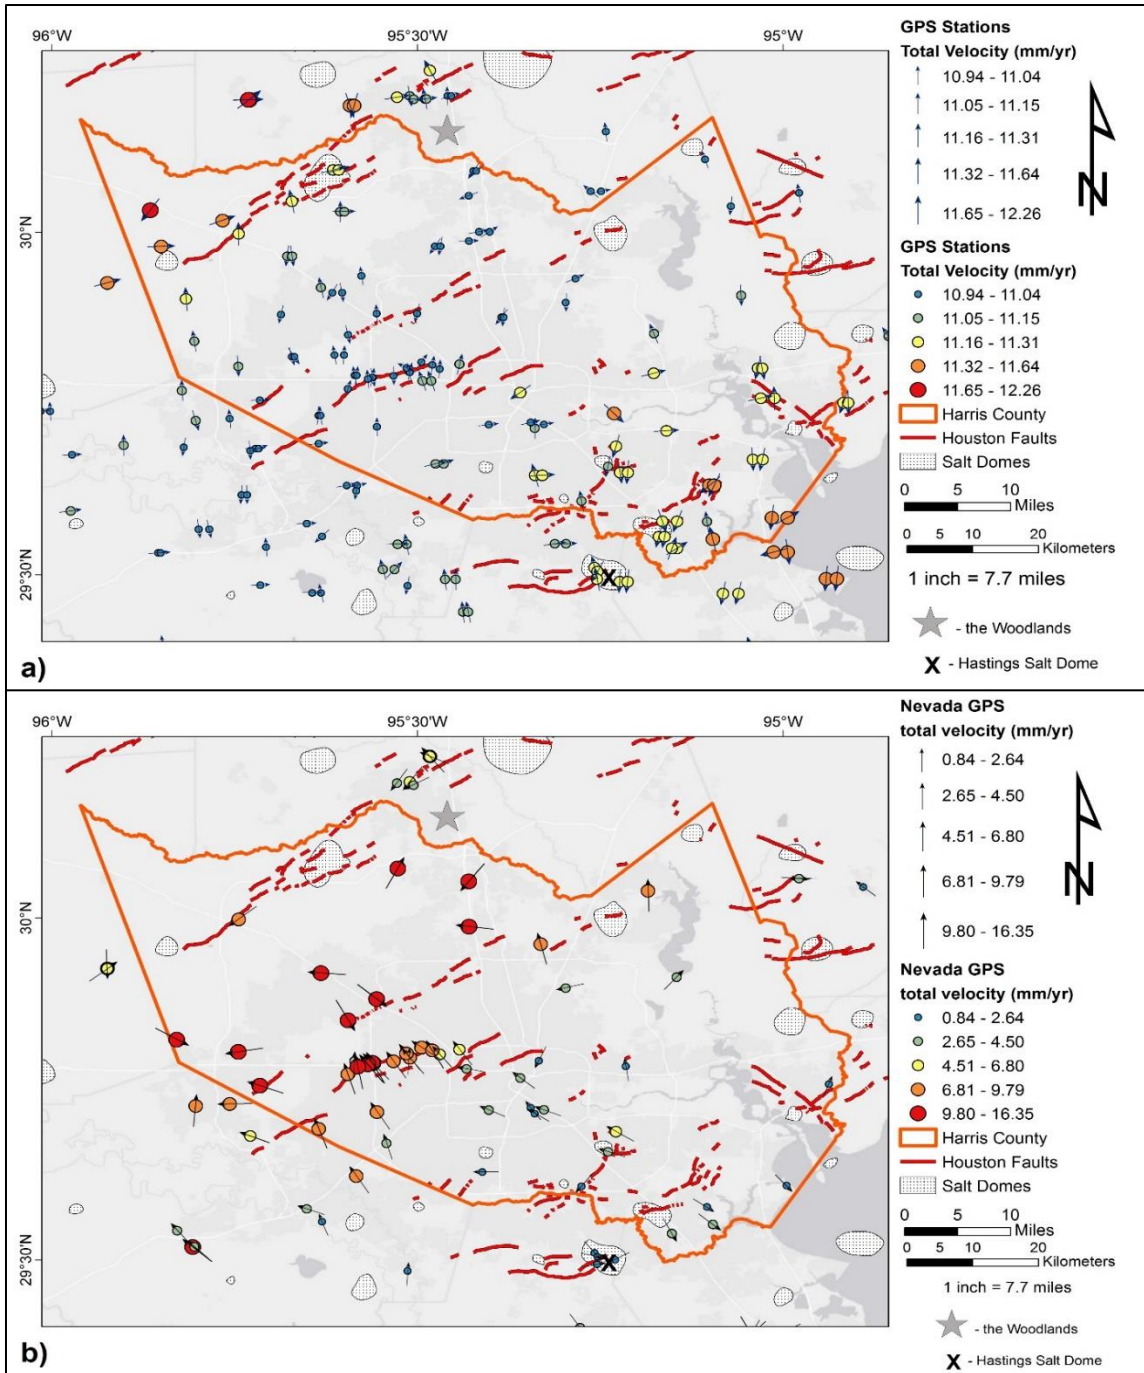 96°W
95°30'W
95°W
30°N
29°30'N
a)
GPS Stations
Total Velocity (mm/yr)
10.94 - 11.04
11.05 - 11.15
11.16 - 11.31
11.32 - 11.64
11.65 - 12.26
N
GPS Stations
Total Velocity (mm/yr)
10.94 - 11.04
11.05 - 11.15
11.16 - 11.31
11.32 - 11.64
11.65 - 12.26
Harris County
Houston Faults
Salt Domes
0 5 10
Miles
0 5 10 20
Kilometers
1 inch = 7.7 miles
- the Woodlands
X - Hastings Salt Dome
X
96°W
95°30'W
95°W
30°N
29°30'N
b)
Nevada GPS
total velocity (mm/yr)
0.84 - 2.64
2.65 - 4.50
4.51 - 6.80
6.81 - 9.79
9.80 - 16.35
N
Nevada GPS
total velocity (mm/yr)
0.84 - 2.64
2.65 - 4.50
4.51 - 6.80
6.81 - 9.79
9.80 - 16.35
Harris County
Houston Faults
Salt Domes
0 5 10
Miles
0 5 10 20
Kilometers
1 inch = 7.7 miles
- the Woodlands
X - Hastings Salt Dome
X